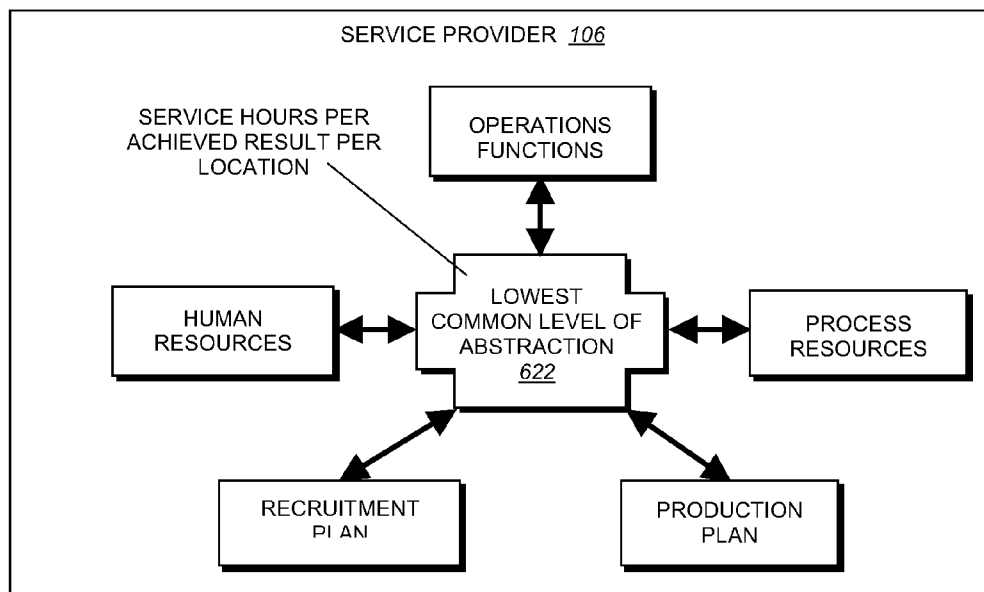 SERVICE PROVIDER 106
SERVICE HOURS PER
ACHIEVED RESULT PER
LOCATION
OPERATIONS
FUNCTIONS
HUMAN
RESOURCES
LOWEST
COMMON LEVEL OF
ABSTRACTION
622
PROCESS
RESOURCES
RECRUITMENT
PLAN
PRODUCTION
PLAN